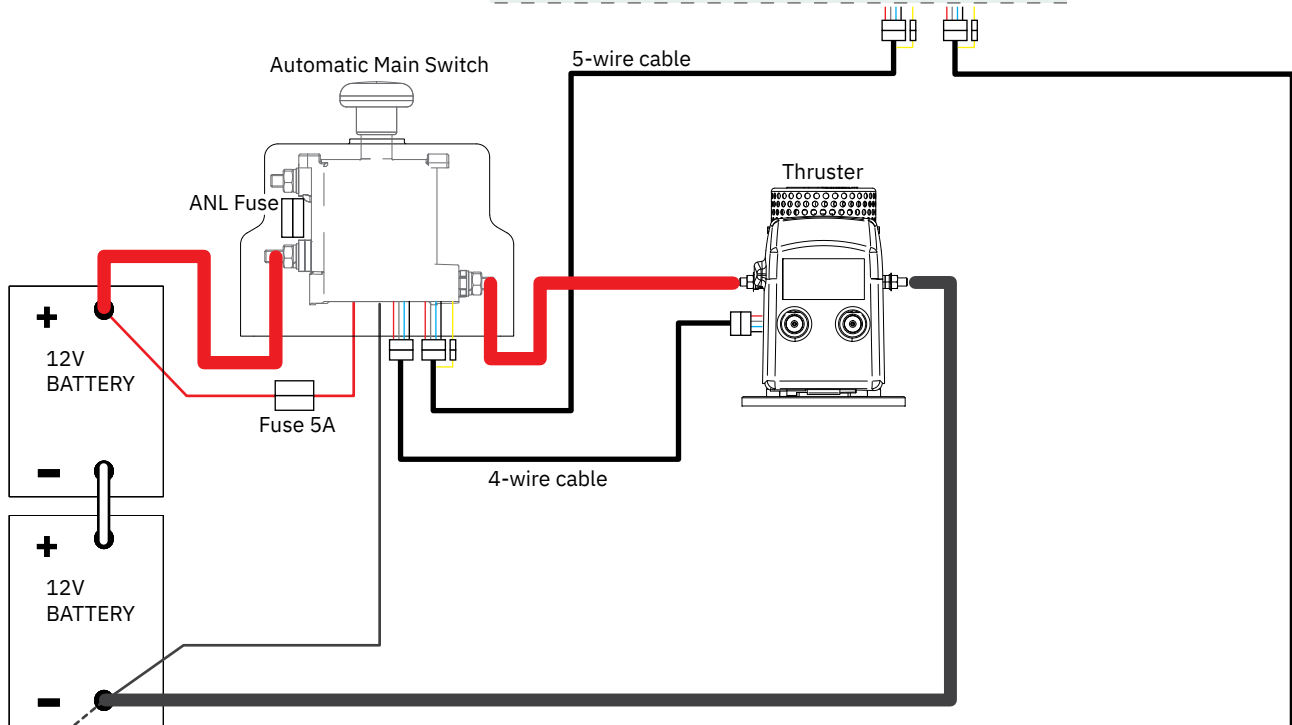 5-wire cable
Automatic Main Switch
Thruster
ANL Fuse
+
12V
BATTERY
Fuse 5A
-
4-wire cable
+
12V
BATTERY
-